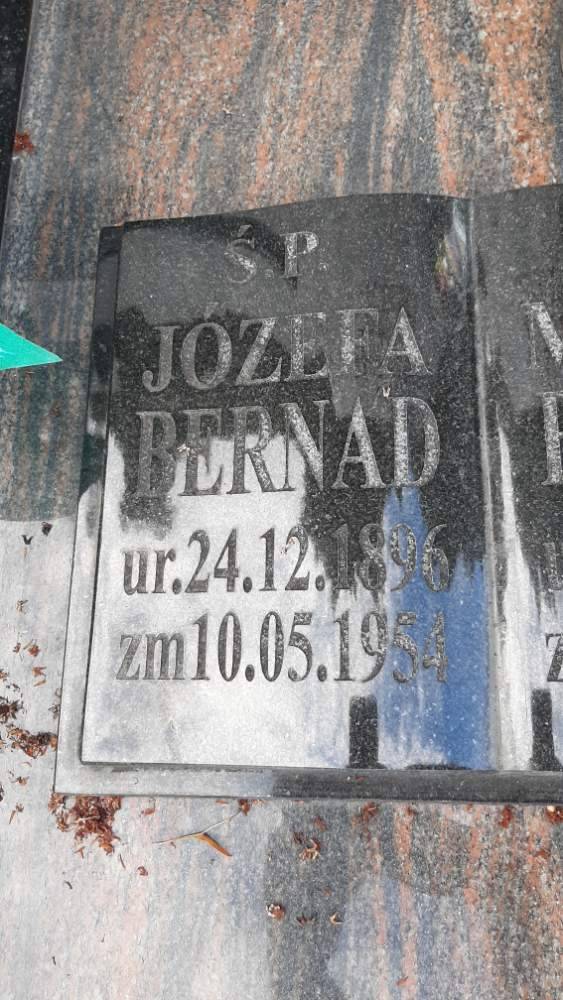 Ś.P.
JÓZEFA
BERNAD
ur.24.12.1896
zm10.05.1954